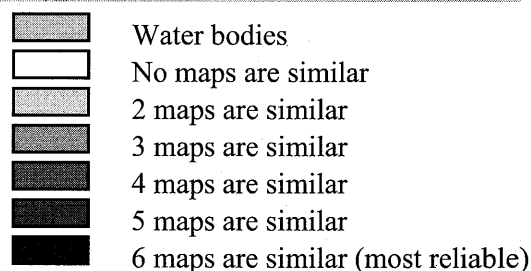 Water bodies
No maps are similar
2 maps are similar
3 maps are similar
4 maps are similar
5 maps are similar
6 maps are similar (most reliable)